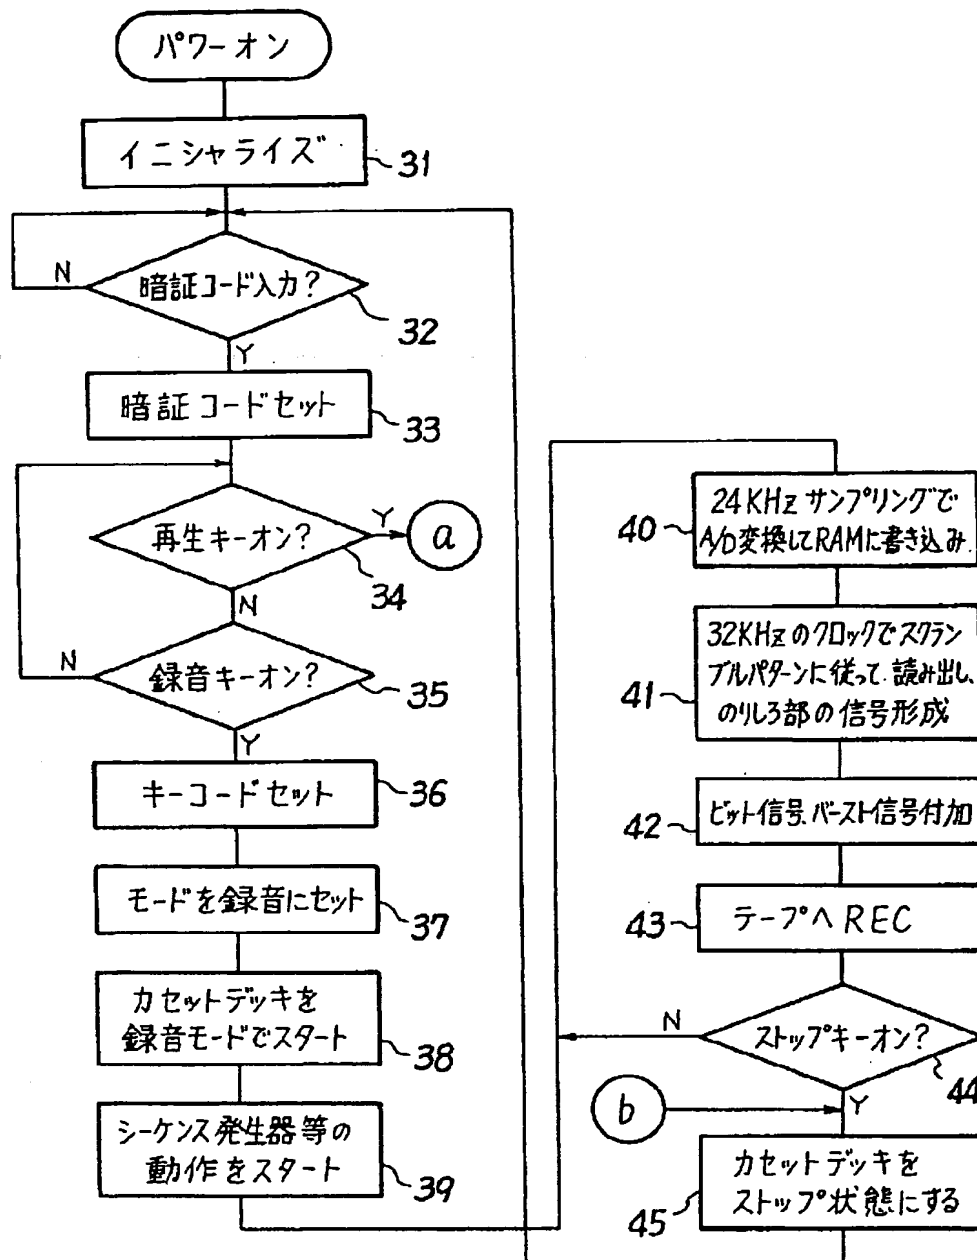 パワーオン
イニシャライズ
31
N
暗証コード入力?
32
Y
暗証コードセット
33
再生キーオン?
Y
a
34
N
N
録音キーオン?
35
Y
キーコードセット
36
モードを録音にセット
37
カセットデッキを
録音モードでスタート
38
シーケンス発生器等の
動作をスタート
39
24KHz サンプリングで
A/D変換してRAMに書き込み.
40
32KHzのクロックでスクラン
ブルパターンに従って.読み出し、
のりしろ部の信号形成
41
ビット信号、バースト信号付加
42
テープへREC
43
N
ストップキーオン?
44
Y
b
カセットデッキを
ストップ状態にする
45